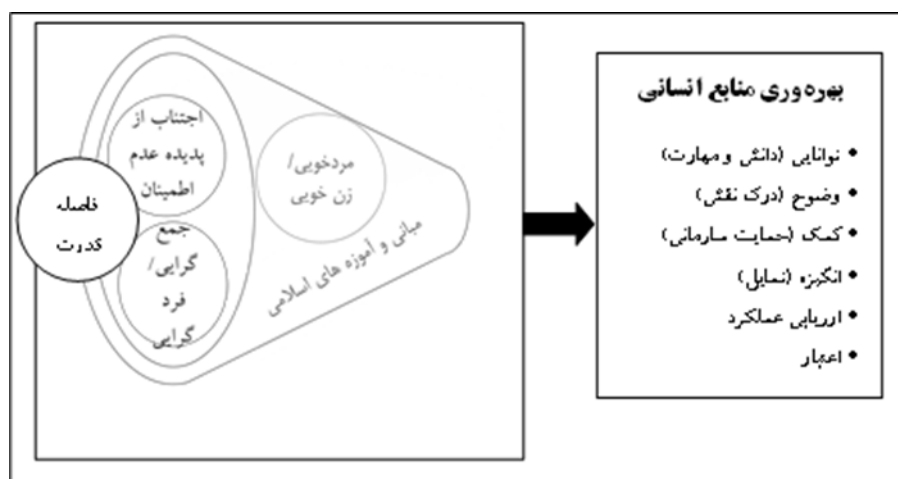 فاصله
قدرت
اجتناب از
پدیده عدم
اطمینان
جمع
گرایی/
فرد
گرایی
مردخویی/
زن خویی
مبانی و آموزه های اسلامی
بهره‌وری منابع انسانی
• توانایی (دانش و مهارت)
• وضوح (درک نقش)
• کمک (حمایت سازمانی)
• انگیزه (تمایل)
• ارزیابی عملکرد
• اعتبار